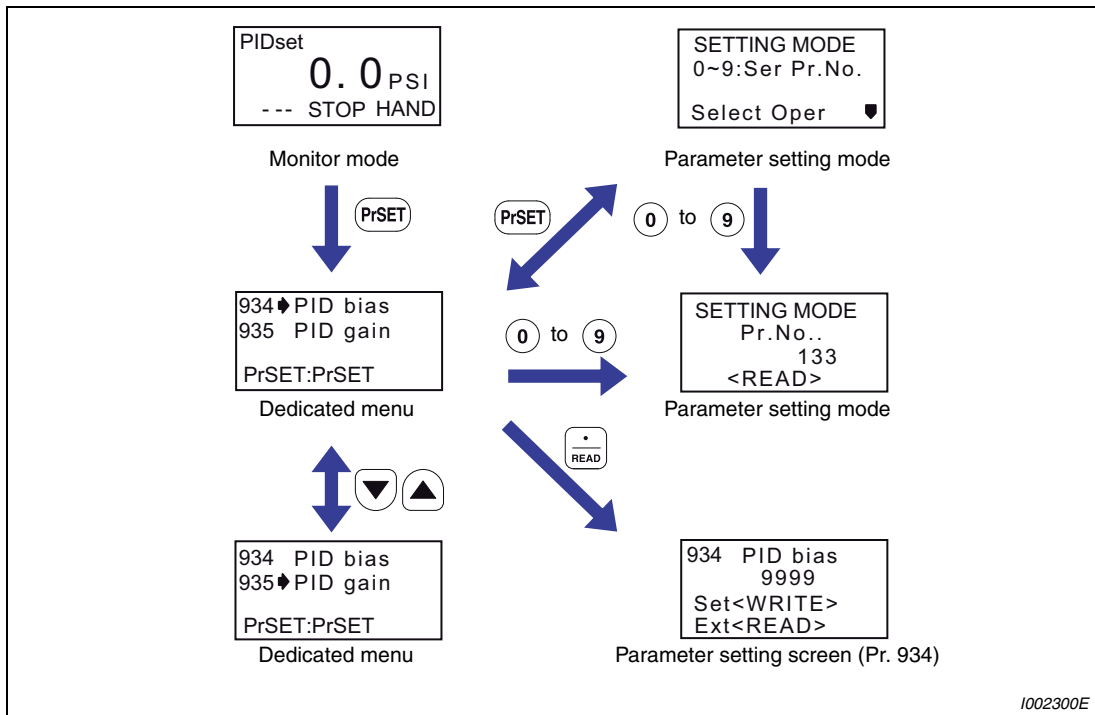 PIDset
0.0 PSI
--- STOP HAND
Monitor mode
SETTING MODE
0~9:Ser Pr.No.
Select Oper
Parameter setting mode
PrSET
PrSET
0 to 9
934 PID bias
935 PID gain
PrSET:PrSET
Dedicated menu
0 to 9
SETTING MODE
Pr.No..
133
<READ>
Parameter setting mode
READ
934 PID bias
935 PID gain
PrSET:PrSET
Dedicated menu
934 PID bias
9999
Set<WRITE>
Ext<READ>
Parameter setting screen (Pr. 934)
I002300E